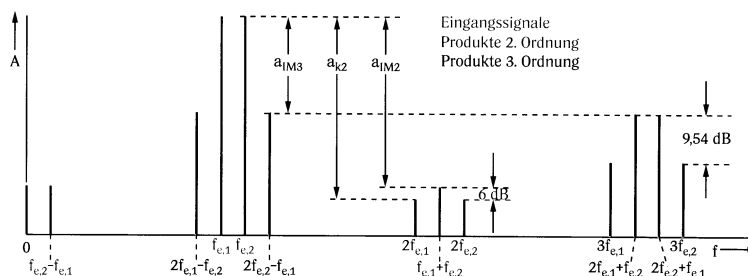 Eingangssignale
Produkte 2. Ordnung
Produkte 3. Ordnung
A
a_IM3
a_k2
a_IM2
9,54 dB
6 dB
0
f_e,1
f_e,2
2f_e,1
2f_e,2
3f_e,1
3f_e,2
f
f_e,2-f_e,1
2f_e,1-f_e,2
2f_e,2-f_e,1
f_e,1+f_e,2
2f_e,1+f_e,2
2f_e,2+f_e,1